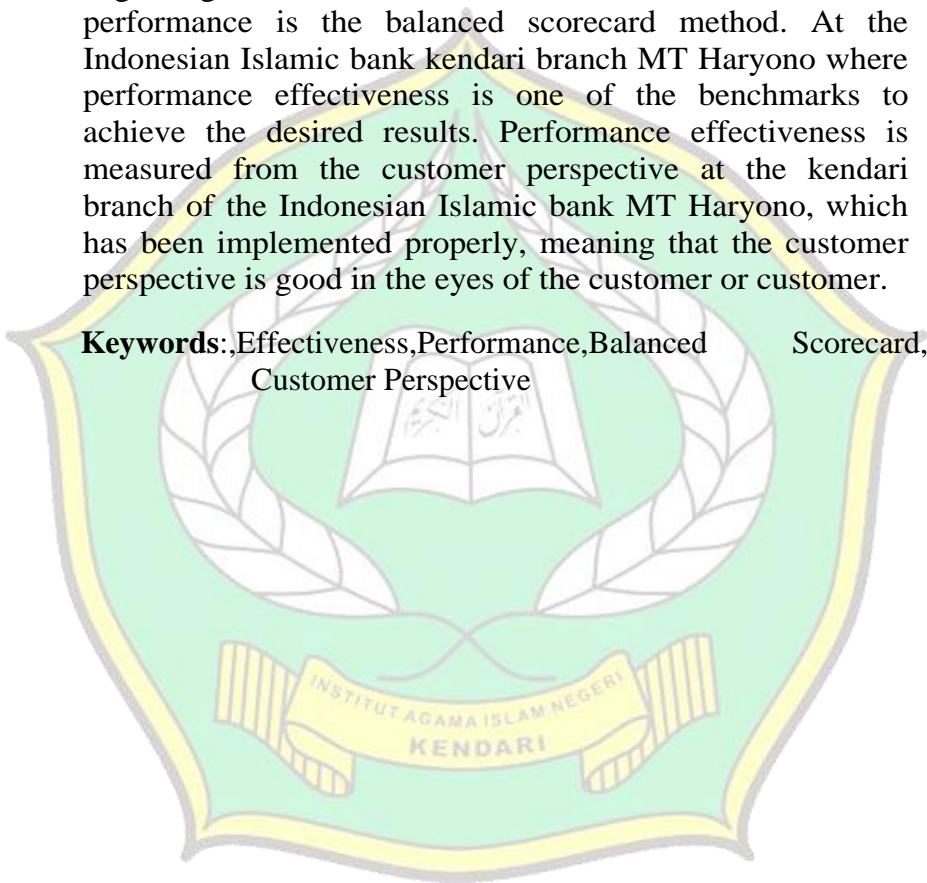 performance is the balanced scorecard method. At the
Indonesian Islamic bank kendari branch MT Haryono where
performance effectiveness is one of the benchmarks to
achieve the desired results. Performance effectiveness is
measured from the customer perspective at the kendari
branch of the Indonesian Islamic bank MT Haryono, which
has been implemented properly, meaning that the customer
perspective is good in the eyes of the customer or customer.
Keywords:,Effectiveness,Performance,Balanced Scorecard,
Customer Perspective
القرآن الكريم
INSTITUT AGAMA ISLAM NEGERI
KENDARI